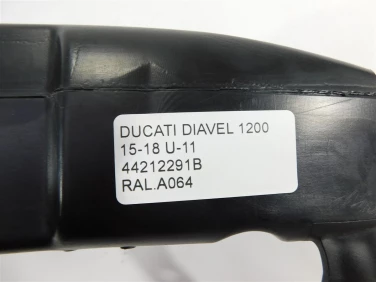 DUCATI DIAVEL 1200
15-18 U-11
44212291B
RAL.A064